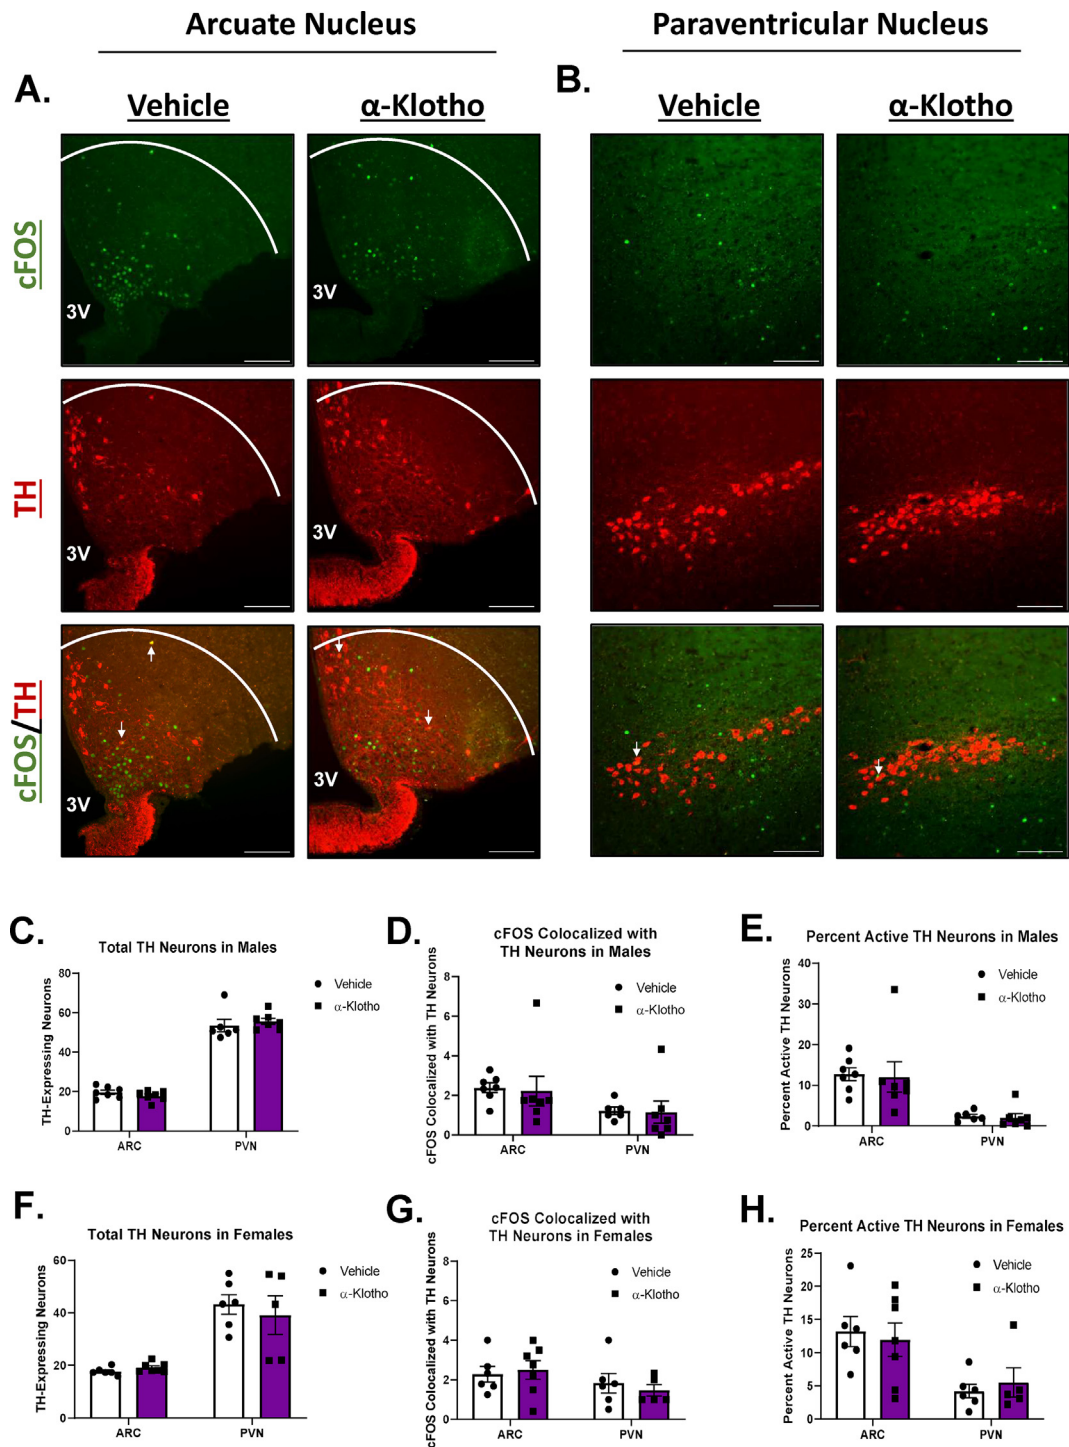 Arcuate Nucleus
Paraventricular Nucleus
A.
B.
Vehicle
α-Klotho
Vehicle
α-Klotho
cFOS
3V
3V
TH
3V
3V
cFOS/TH
3V
3V
C.
Total TH Neurons in Males
TH-Expressing Neurons
80
60
40
20
0
ARC
PVN
Vehicle
α-Klotho
D.
cFOS Colocalized with
TH Neurons in Males
cFOS Colocalized with TH Neurons
8
6
4
2
0
ARC
PVN
Vehicle
α-Klotho
E.
Percent Active TH Neurons in Males
Percent Active TH Neurons
40
30
20
10
0
ARC
PVN
Vehicle
α-Klotho
F.
Total TH Neurons in Females
TH-Expressing Neurons
60
40
20
0
ARC
PVN
Vehicle
α-Klotho
G.
cFOS Colocalized with
TH Neurons in Females
cFOS Colocalized with TH Neurons
8
6
4
2
0
ARC
PVN
Vehicle
α-Klotho
H.
Percent Active TH Neurons in Females
Percent Active TH Neurons
25
20
15
10
5
0
ARC
PVN
Vehicle
α-Klotho